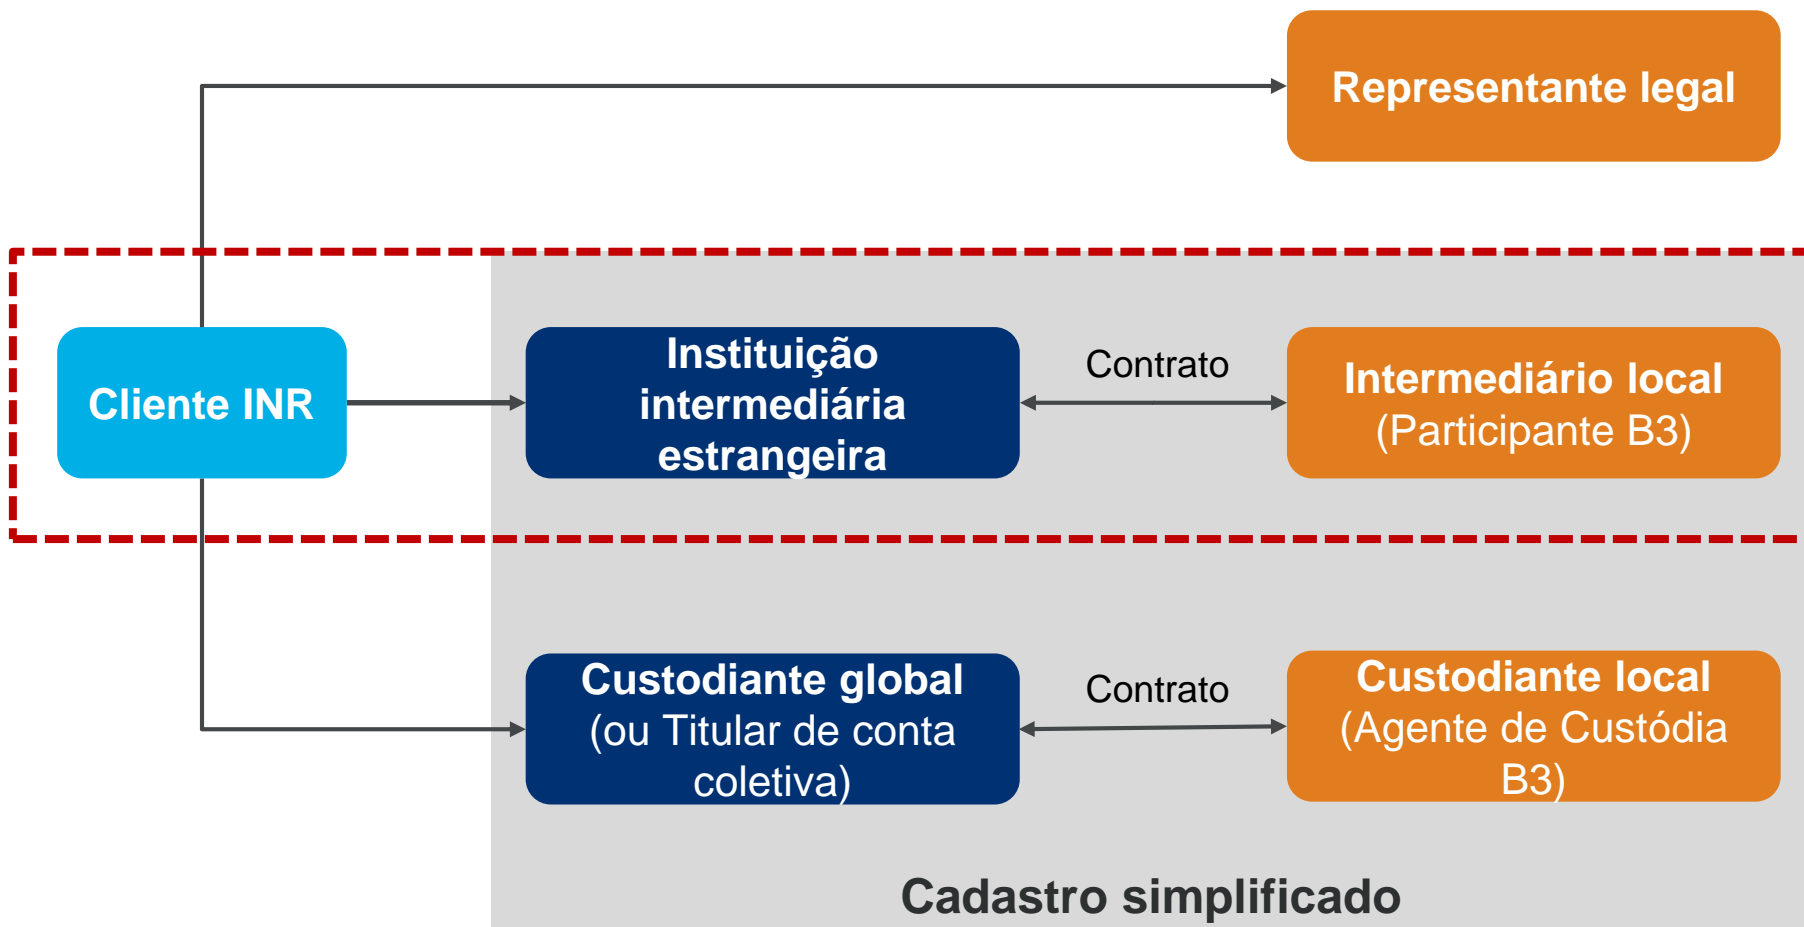 Representante legal
Cliente INR
Instituição
intermediária
estrangeira
Contrato
Intermediário local
(Participante B3)
Custodiante global
(ou Titular de conta
coletiva)
Contrato
Custodiante local
(Agente de Custódia
B3)
Cadastro simplificado